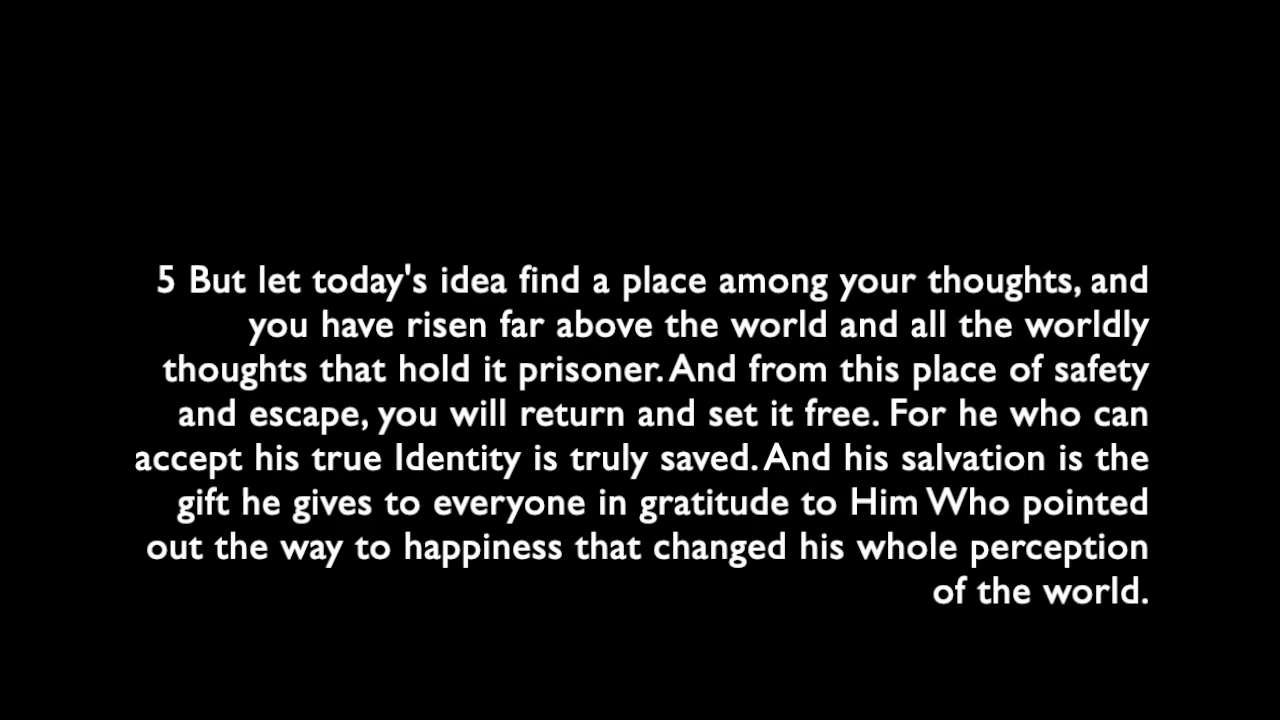 5 But let today's idea find a place among your thoughts, and
you have risen far above the world and all the worldly
thoughts that hold it prisoner. And from this place of safety
and escape, you will return and set it free. For he who can
accept his true Identity is truly saved. And his salvation is the
gift he gives to everyone in gratitude to Him Who pointed
out the way to happiness that changed his whole perception
of the world.